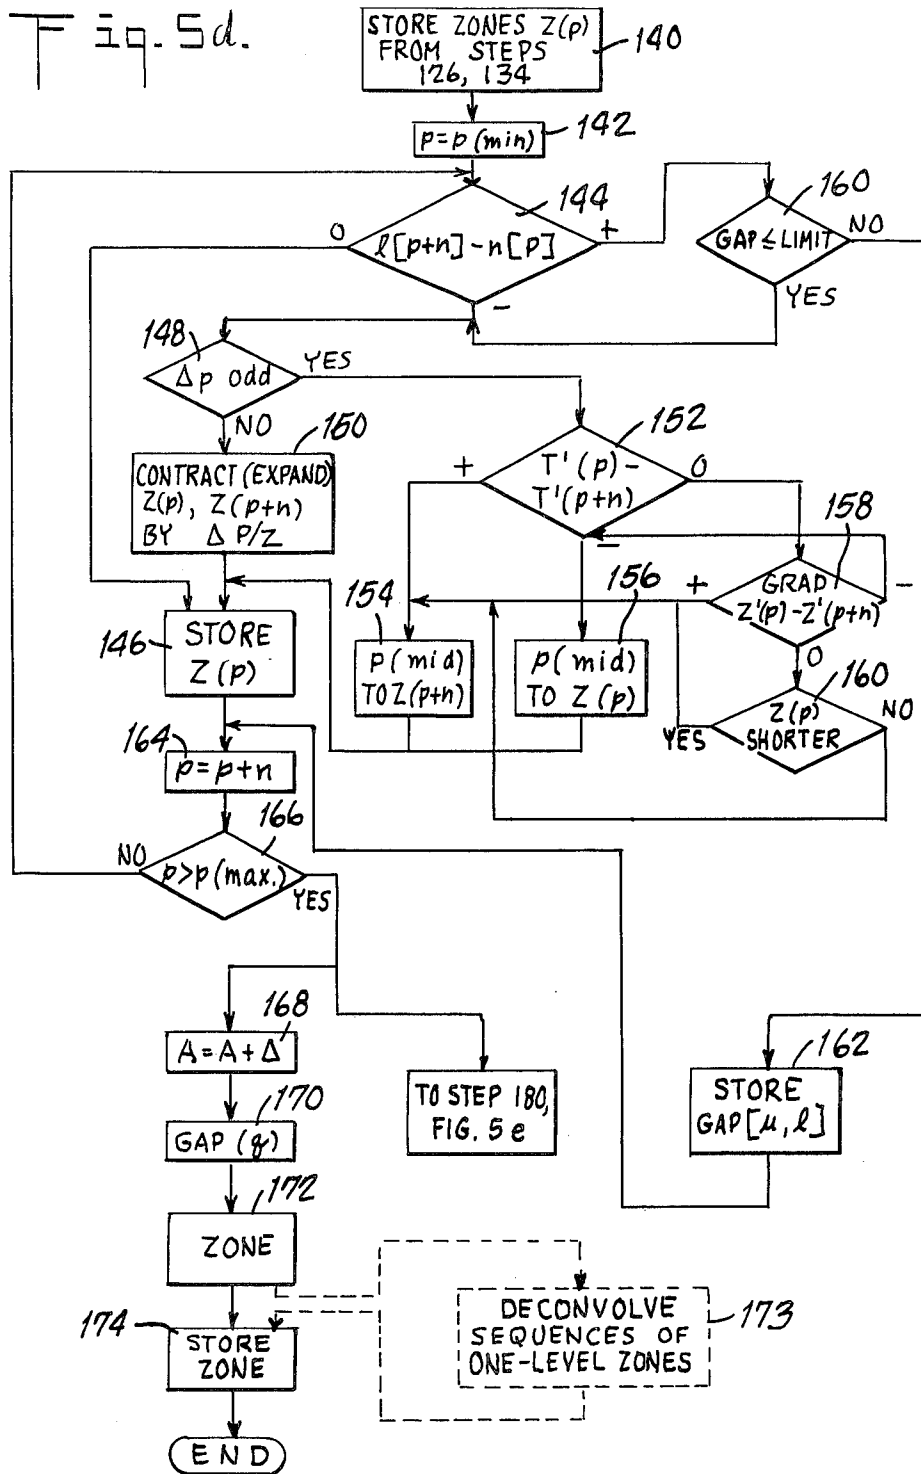 Fig. 5d.
STORE ZONES Z(p)
FROM STEPS
126, 134
140
p=p(min)
142
144
l[p+n]-n[p]
0
+
-
160
GAP ≤ LIMIT
NO
YES
148
Δp odd
YES
NO
150
CONTRACT (EXPAND)
Z(p), Z(p+n)
BY Δ P/Z
152
T'(p)-
T'(p+n)
+
0
-
158
GRAD
Z'(p)-Z'(p+n)
+
-
0
154
p(mid)
TO Z(p+n)
156
p(mid)
TO Z(p)
160
Z(p)
SHORTER
YES
NO
146
STORE
Z(p)
164
p=p+n
166
p>p(max.)
NO
YES
168
A=A+Δ
170
GAP (q)
TO STEP 180,
FIG. 5e
162
STORE
GAP[μ,l]
172
ZONE
173
DECONVOLVE
SEQUENCES OF
ONE-LEVEL ZONES
174
STORE
ZONE
END